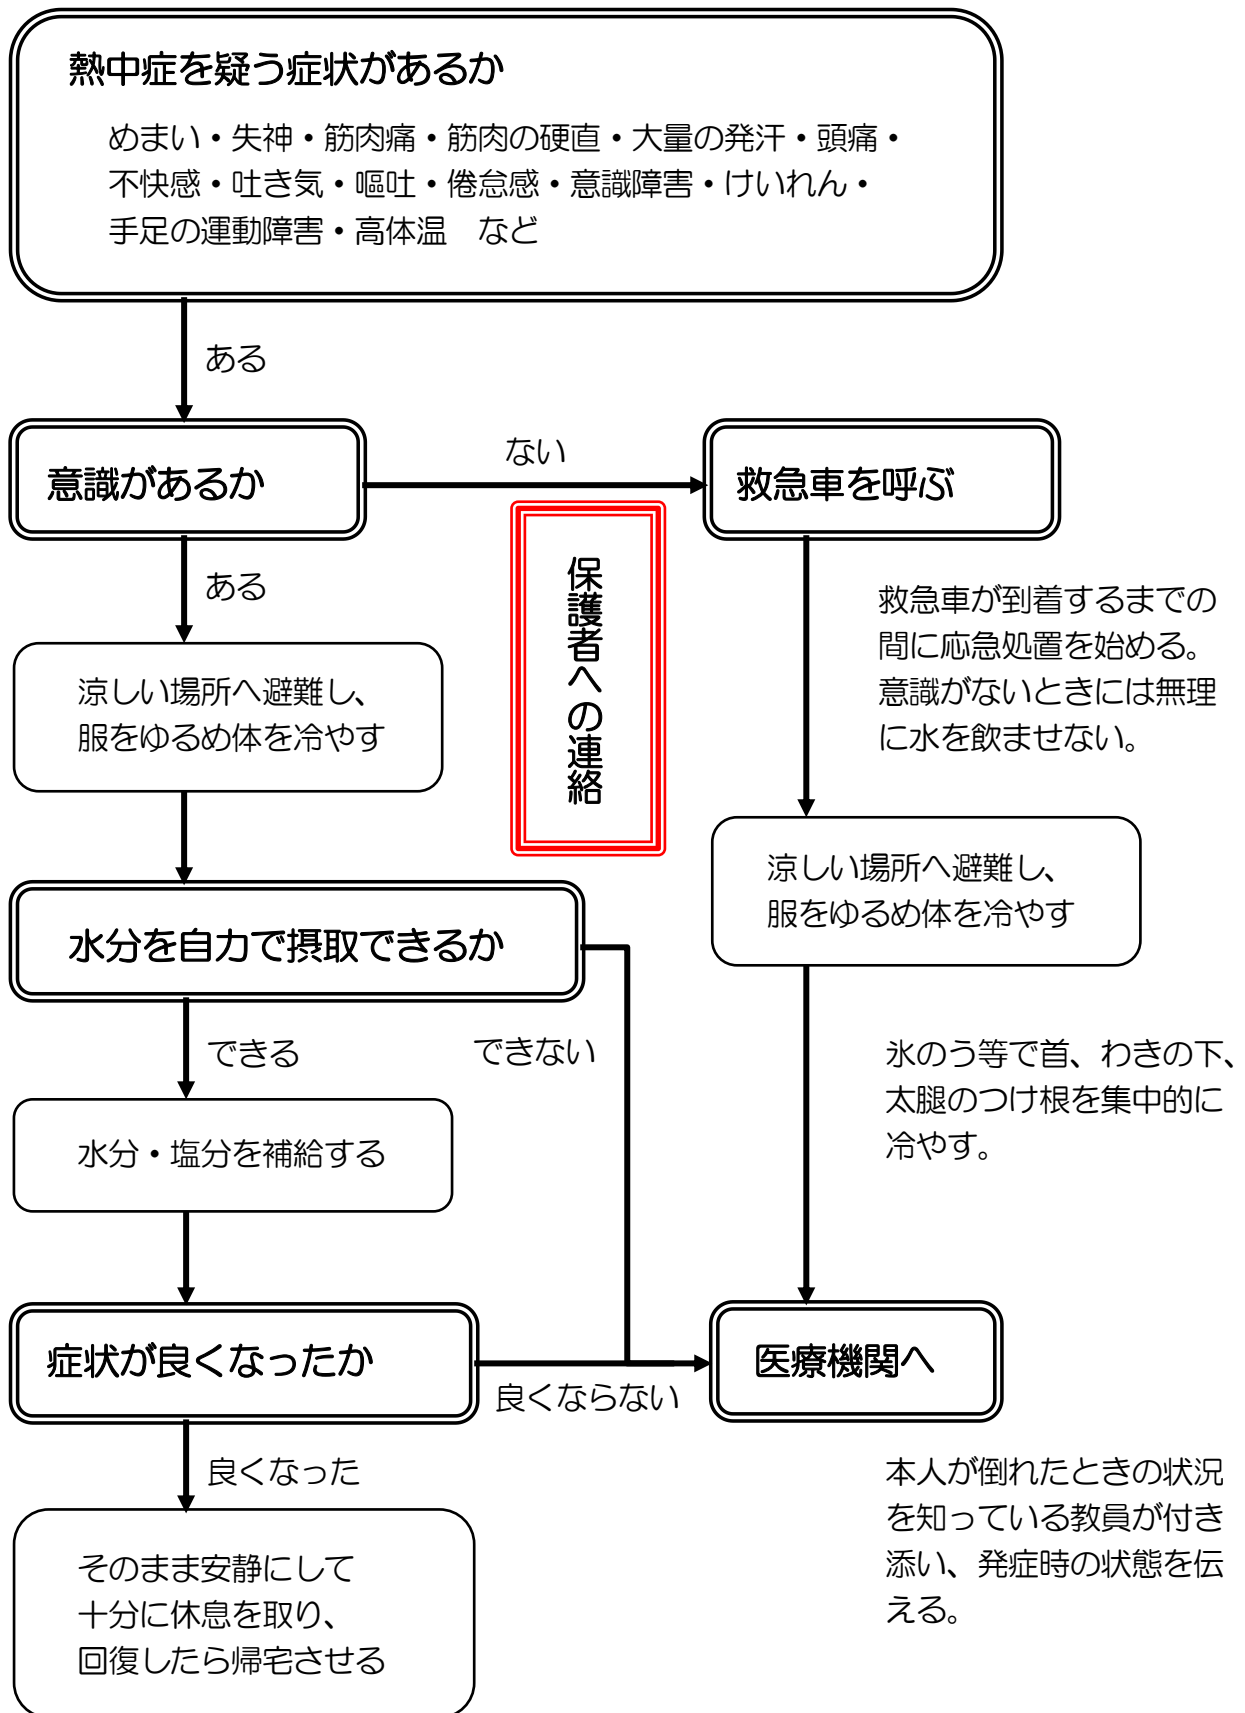 熱中症を疑う症状があるか
めまい・失神・筋肉痛・筋肉の硬直・大量の発汗・頭痛・
不快感・吐き気・嘔吐・倦怠感・意識障害・けいれん・
手足の運動障害・高体温　など
ある
意識があるか
ない
救急車を呼ぶ
ある
保護者への連絡
救急車が到着するまでの
間に応急処置を始める。
意識がないときには無理
に水を飲ませない。
涼しい場所へ避難し、
服をゆるめ体を冷やす
涼しい場所へ避難し、
服をゆるめ体を冷やす
水分を自力で摂取できるか
できる
できない
氷のう等で首、わきの下、
太腿のつけ根を集中的に
冷やす。
水分・塩分を補給する
症状が良くなったか
良くならない
医療機関へ
良くなった
本人が倒れたときの状況
を知っている教員が付き
添い、発症時の状態を伝
える。
そのまま安静にして
十分に休息を取り、
回復したら帰宅させる